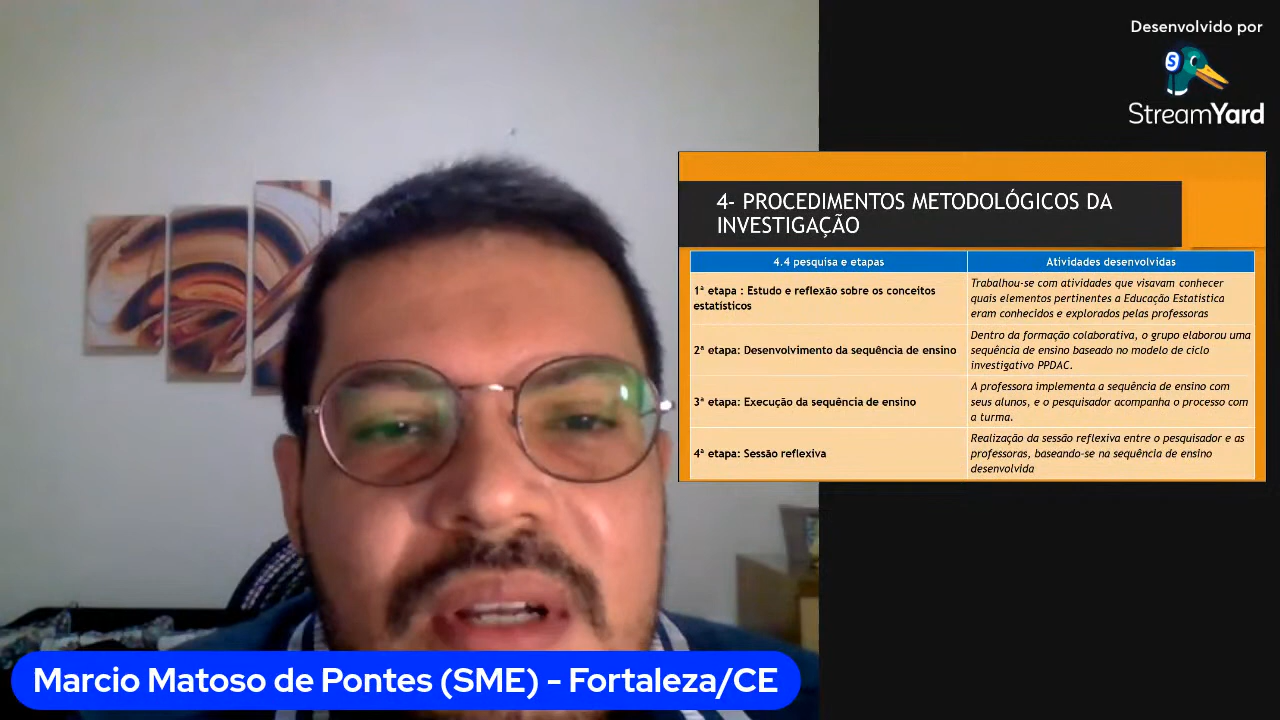 Desenvolvido por
S
StreamYard
4- PROCEDIMENTOS METODOLÓGICOS DA
INVESTIGAÇÃO
4.4 pesquisa e etapas
Atividades desenvolvidas
1ª etapa : Estudo e reflexão sobre os conceitos
estatísticos
Trabalhou-se com atividades que visavam conhecer
quais elementos pertinentes a Educação Estatistica
eram conhecidos e explorados pelas professoras
2ª etapa: Desenvolvimento da sequência de ensino
Dentro da formação colaborativa, o grupo elaborou uma
sequência de ensino baseado no modelo de ciclo
investigativo PPDAC.
3ª etapa: Execução da sequência de ensino
A professora implementa a sequência de ensino com
seus alunos, e o pesquisador acompanha o processo com
a turma.
4ª etapa: Sessão reflexiva
Realização da sessão reflexiva entre o pesquisador e as
professoras, baseando-se na sequência de ensino
desenvolvida
Marcio Matoso de Pontes (SME) - Fortaleza/CE